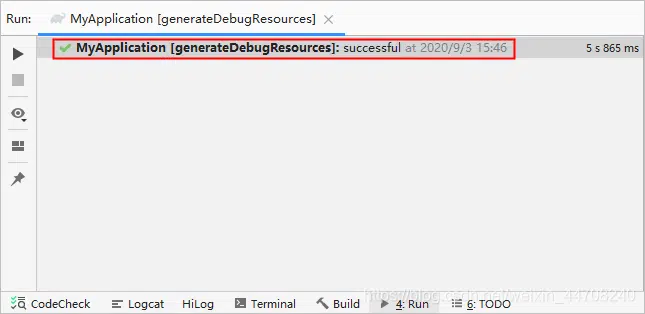 Run: MyApplication [generateDebugResources]
MyApplication [generateDebugResources]: successful at 2020/9/3 15:46 5 s 865 ms
CodeCheck Logcat HiLog Terminal Build 4: Run 6: TODO
https://blog.csdn.net/weixin_44708240